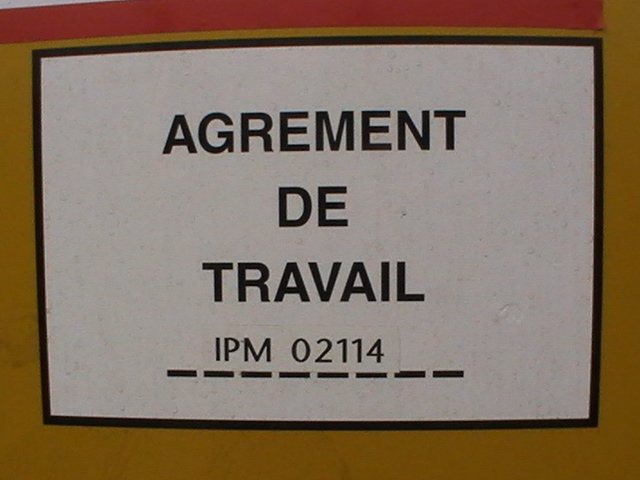 AGREMENT
DE
TRAVAIL
IPM 02114